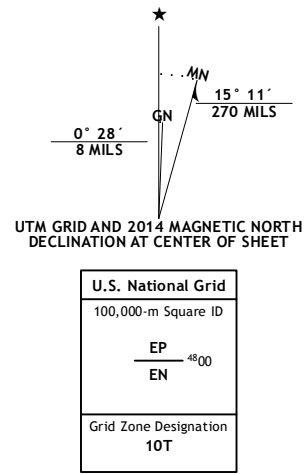 ★
MN
15° 11´
270 MILS
GN
0° 28´
8 MILS
UTM GRID AND 2014 MAGNETIC NORTH
DECLINATION AT CENTER OF SHEET
U.S. National Grid
100,000-m Square ID
EP
4800
EN
Grid Zone Designation
10T